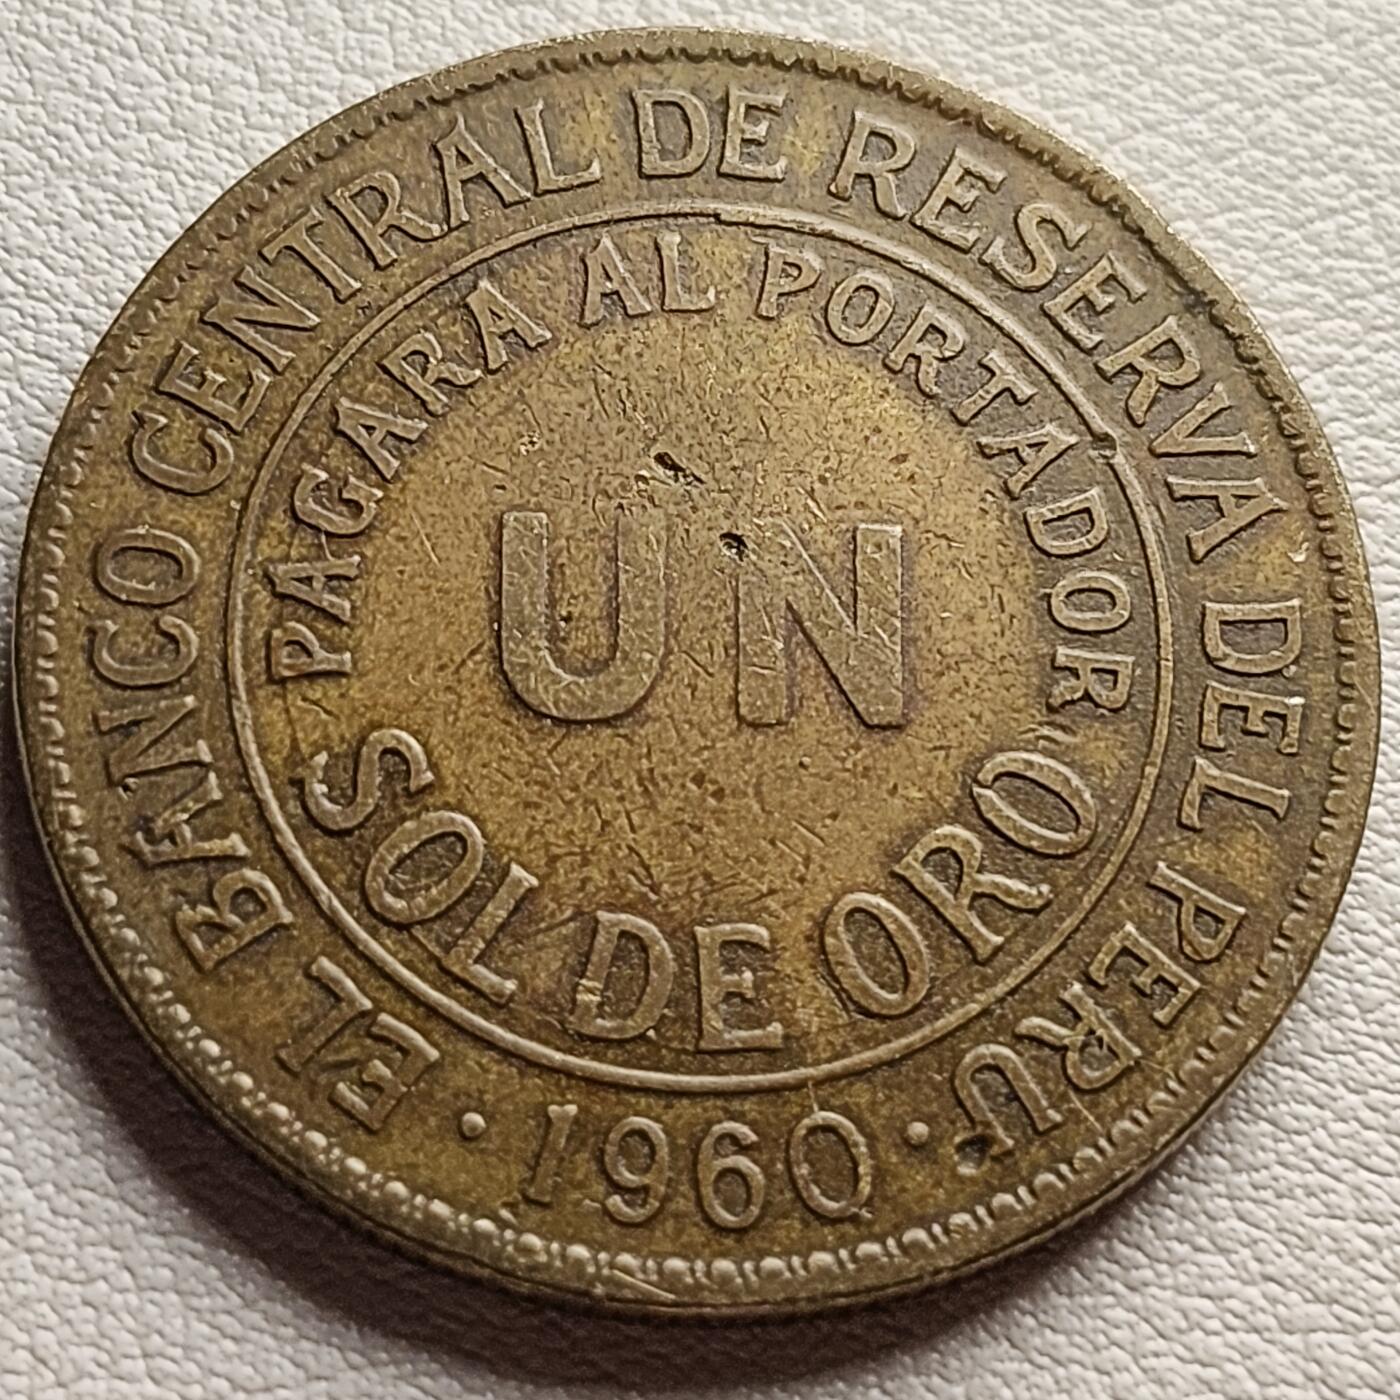 EL BANCO CENTRAL DE RESERVA DEL PERU
PAGARA AL PORTADOR
UN
SOL DE ORO
· 1960 ·